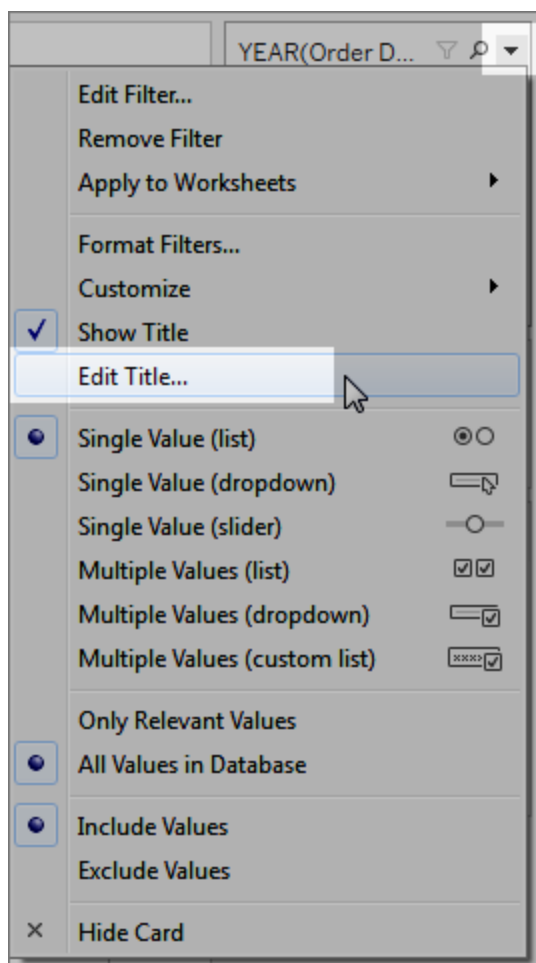 YEAR(Order D...
Edit Filter...
Remove Filter
Apply to Worksheets
Format Filters...
Customize
Show Title
Edit Title...
Single Value (list)
Single Value (dropdown)
Single Value (slider)
Multiple Values (list)
Multiple Values (dropdown)
Multiple Values (custom list)
Only Relevant Values
All Values in Database
Include Values
Exclude Values
Hide Card